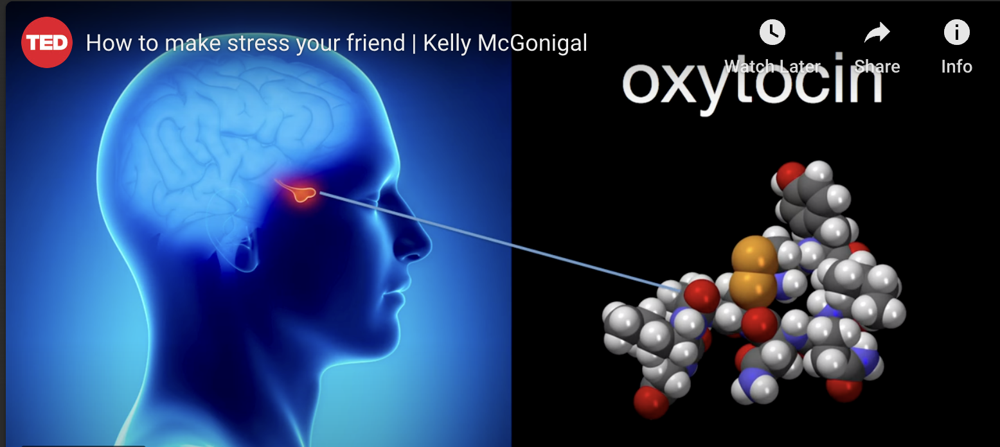 TED
How to make stress your friend | Kelly McGonigal
Watch Later
Share
Info
oxytocin